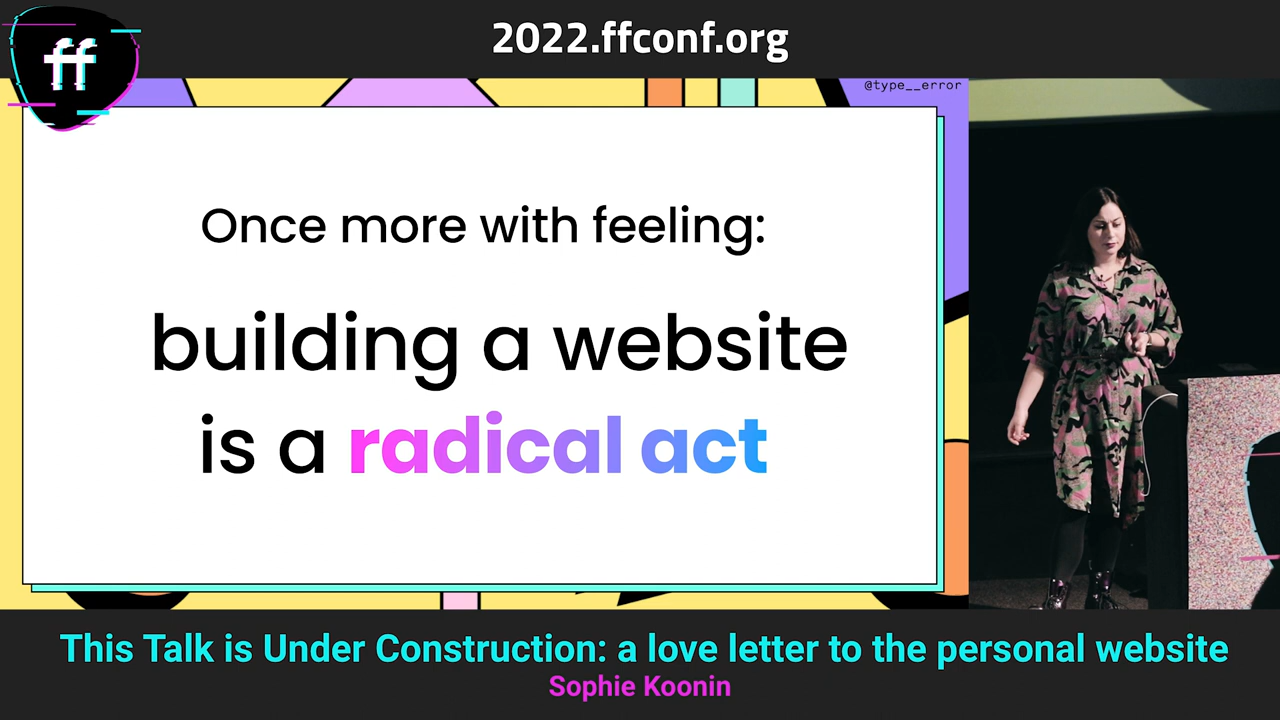 2022.ffconf.org
ff
@type__error
Once more with feeling:
building a website
is a radical act
This Talk is Under Construction: a love letter to the personal website
Sophie Koonin